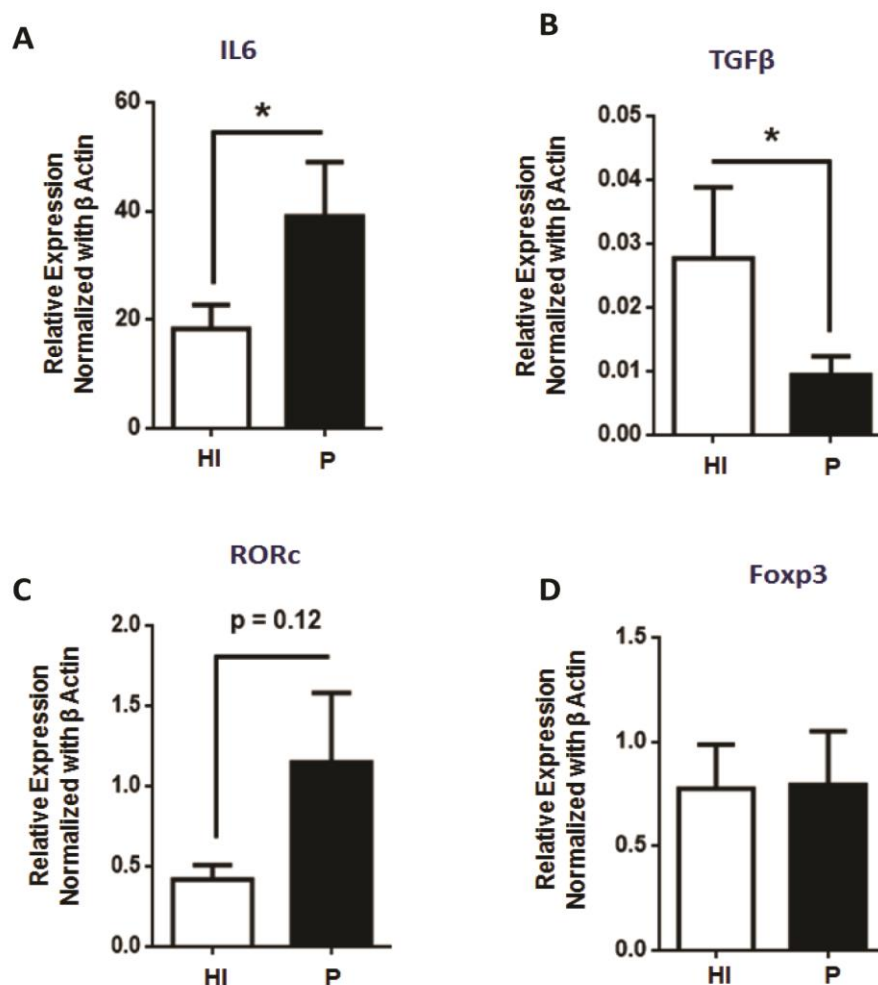 A
IL6
Relative Expression
Normalized with β Actin
60
40
20
0
*
HI
P
B
TGFβ
Relative Expression
Normalized with β Actin
0.05
0.04
0.03
0.02
0.01
0.00
*
HI
P
C
RORc
Relative Expression
Normalized with β Actin
2.0
1.5
1.0
0.5
0.0
p = 0.12
HI
P
D
Foxp3
Relative Expression
Normalized with β Actin
1.5
1.0
0.5
0.0
HI
P